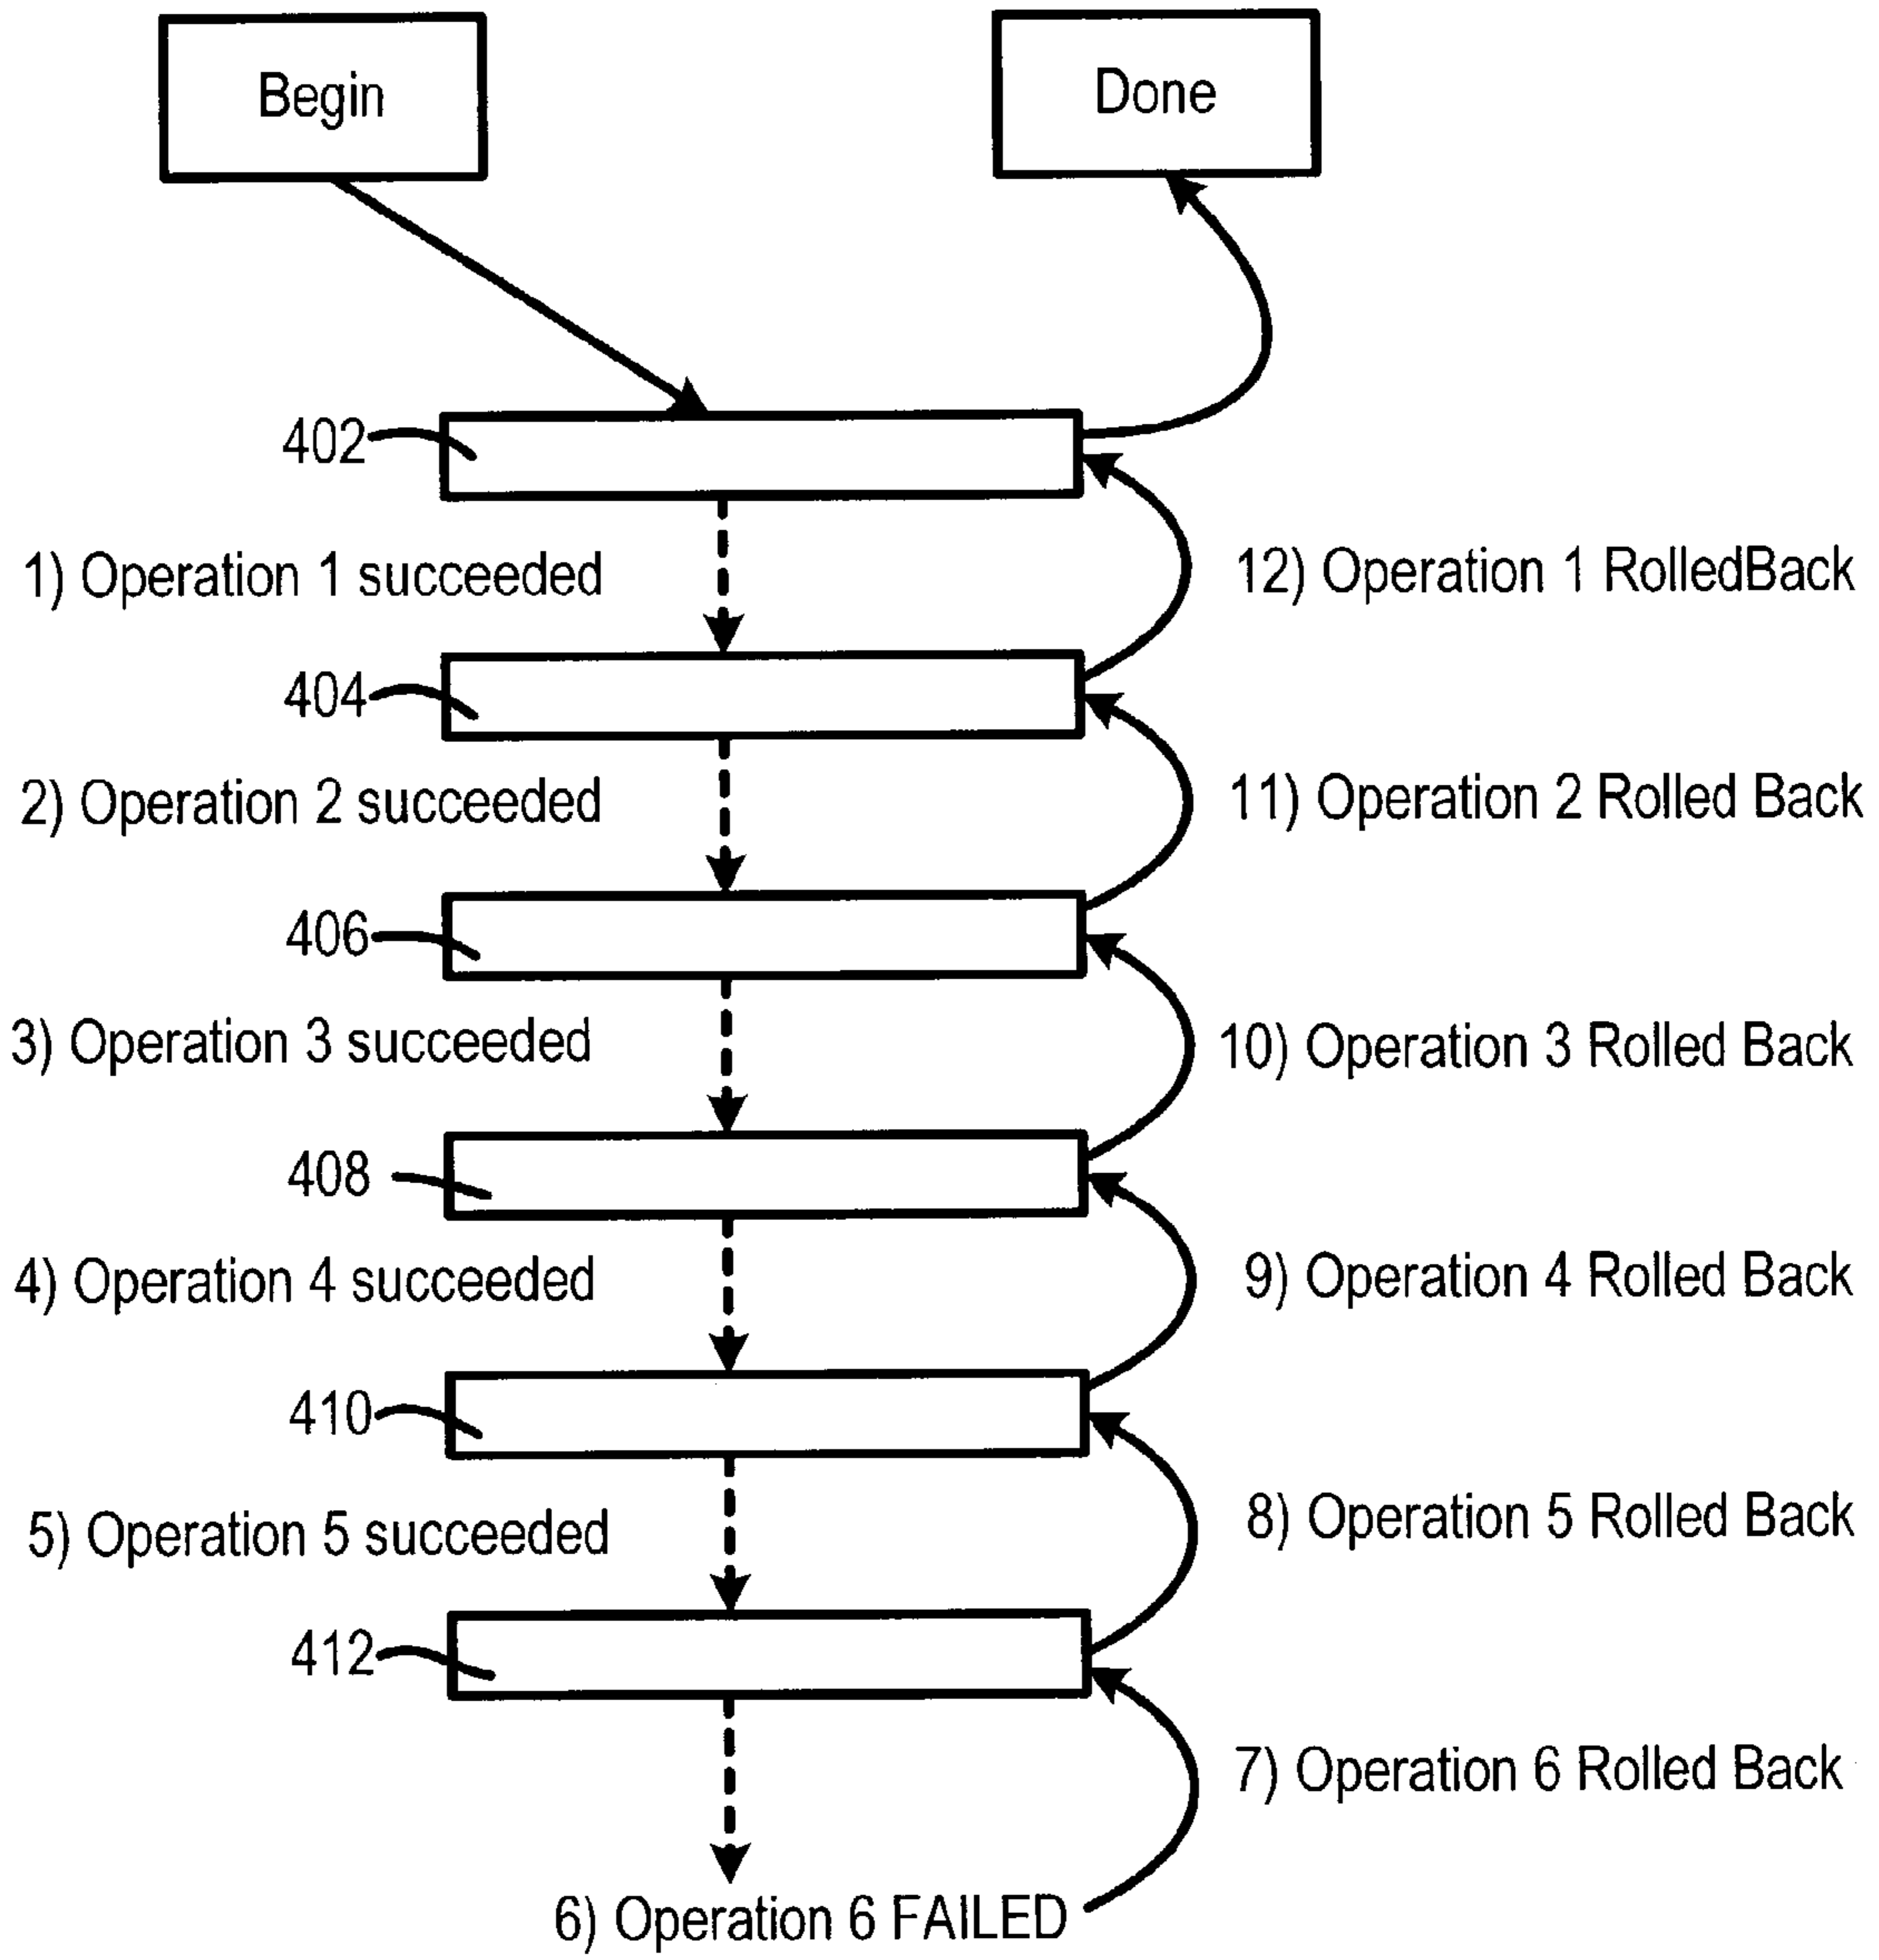 Begin
Done
402
1) Operation 1 succeeded
12) Operation 1 RolledBack
404
2) Operation 2 succeeded
11) Operation 2 Rolled Back
406
3) Operation 3 succeeded
10) Operation 3 Rolled Back
408
4) Operation 4 succeeded
9) Operation 4 Rolled Back
410
5) Operation 5 succeeded
8) Operation 5 Rolled Back
412
7) Operation 6 Rolled Back
6) Operation 6 FAILED